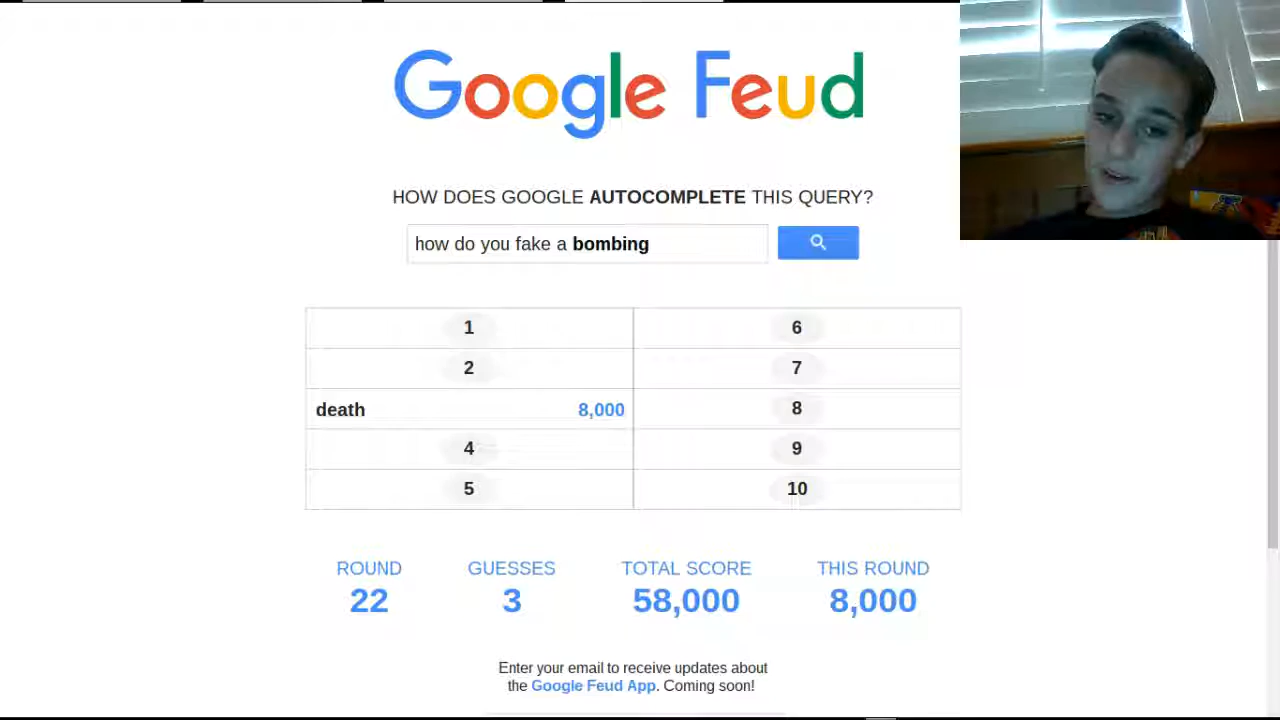 Google Feud
HOW DOES GOOGLE AUTOCOMPLETE THIS QUERY?
how do you fake a bombing
1
6
2
7
death 8,000
8
4
9
5
10
ROUND
GUESSES
TOTAL SCORE
THIS ROUND
22
3
58,000
8,000
Enter your email to receive updates about
the Google Feud App. Coming soon!